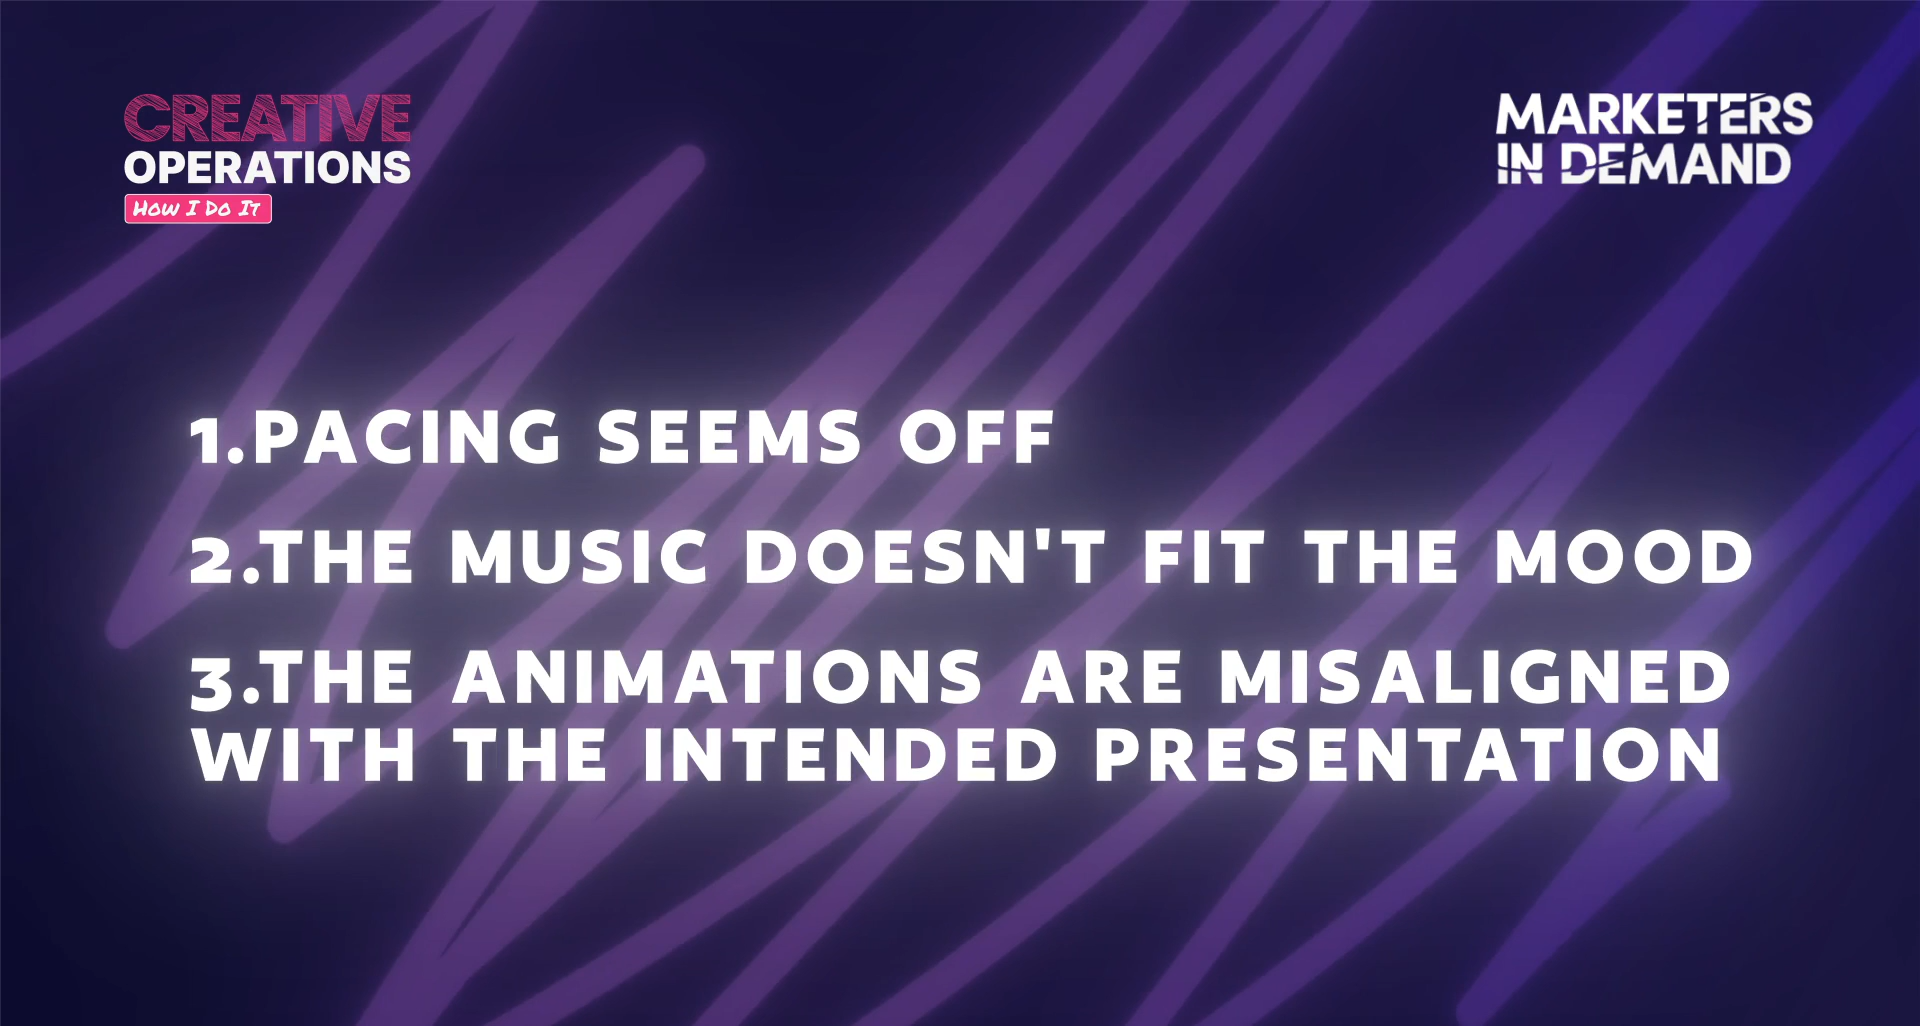 CREATIVE
OPERATIONS
How I Do It
MARKETERS
IN DEMAND
1.PACING SEEMS OFF
2.THE MUSIC DOESN'T FIT THE MOOD
3.THE ANIMATIONS ARE MISALIGNED
WITH THE INTENDED PRESENTATION